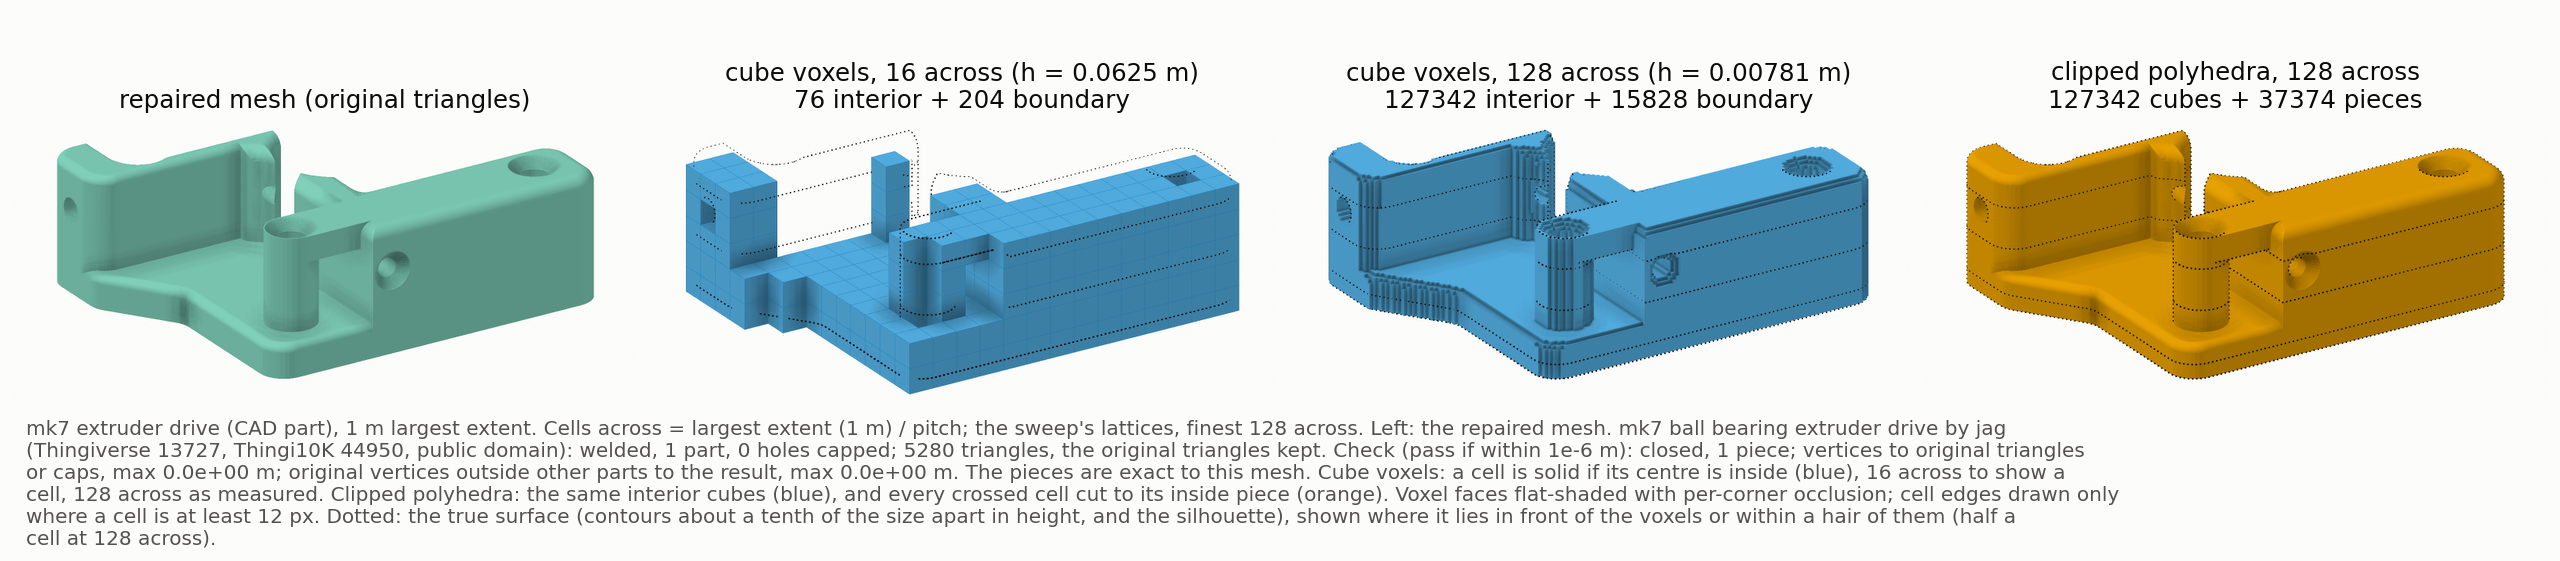 repaired mesh (original triangles)
cube voxels, 16 across (h = 0.0625 m)
76 interior + 204 boundary
cube voxels, 128 across (h = 0.00781 m)
127342 interior + 15828 boundary
clipped polyhedra, 128 across
127342 cubes + 37374 pieces
mk7 extruder drive (CAD part), 1 m largest extent. Cells across = largest extent (1 m) / pitch; the sweep's lattices, finest 128 across. Left: the repaired mesh. mk7 ball bearing extruder drive by jag
(Thingiverse 13727, Thingi10K 44950, public domain): welded, 1 part, 0 holes capped; 5280 triangles, the original triangles kept. Check (pass if within 1e-6 m): closed, 1 piece; vertices to original triangles
or caps, max 0.0e+00 m; original vertices outside other parts to the result, max 0.0e+00 m. The pieces are exact to this mesh. Cube voxels: a cell is solid if its centre is inside (blue), 16 across to show a
cell, 128 across as measured. Clipped polyhedra: the same interior cubes (blue), and every crossed cell cut to its inside piece (orange). Voxel faces flat-shaded with per-corner occlusion; cell edges drawn only
where a cell is at least 12 px. Dotted: the true surface (contours about a tenth of the size apart in height, and the silhouette), shown where it lies in front of the voxels or within a hair of them (half a
cell at 128 across).